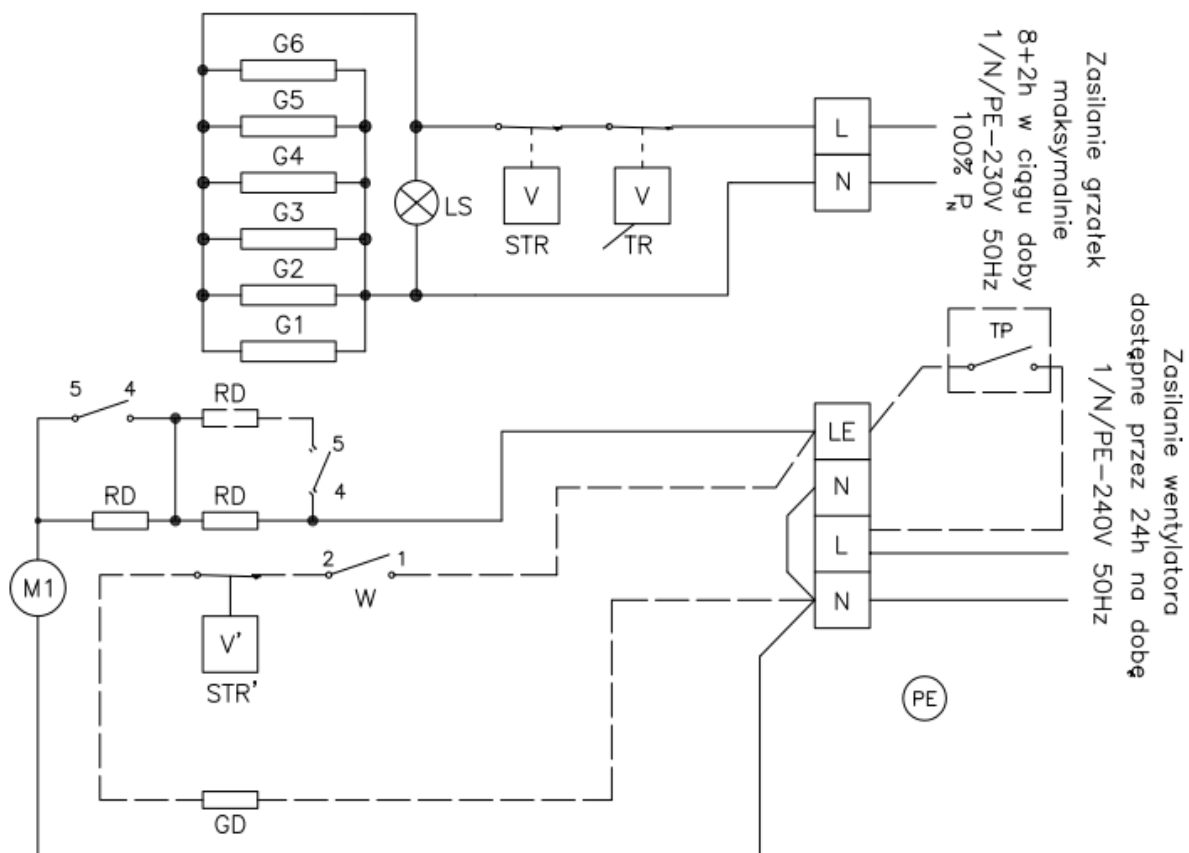 G6
G5
G4
G3
G2
G1
LS
V
STR
V
TR
L
N
Zasilanie grzałek
maksymalnie
8+2h w ciągu doby
1/N/PE-230V 50Hz
100% PN
5 4
RD
5
4
RD
RD
M1
2 1
W
V'
STR'
GD
TP
LE
N
L
N
PE
Zasilanie wentylatora
dostępne przez 24h na dobę
1/N/PE-240V 50Hz